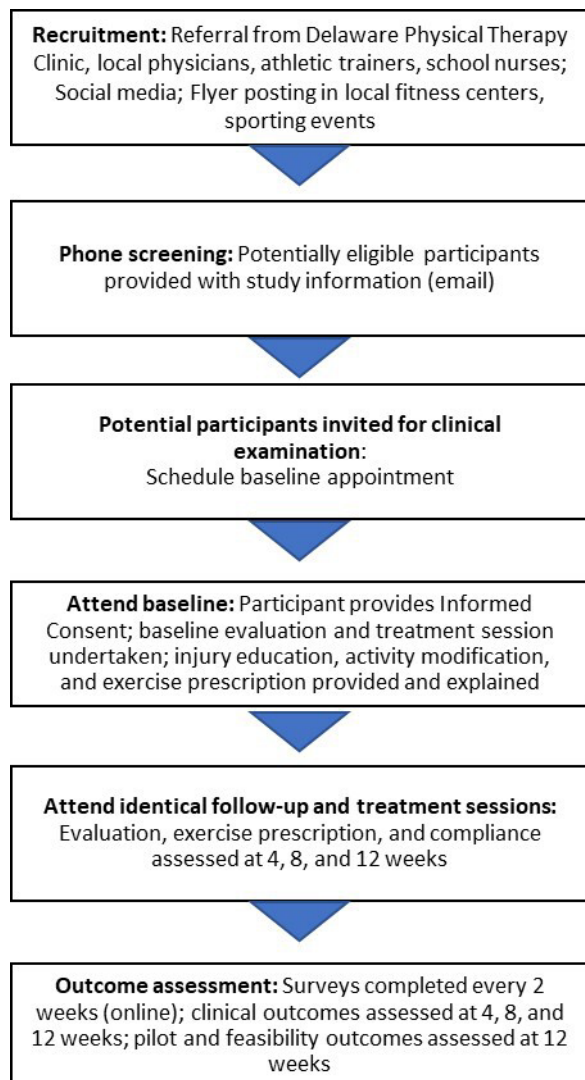 Recruitment: Referral from Delaware Physical Therapy
Clinic, local physicians, athletic trainers, school nurses;
Social media; Flyer posting in local fitness centers,
sporting events
Phone screening: Potentially eligible participants
provided with study information (email)
Potential participants invited for clinical
examination:
Schedule baseline appointment
Attend baseline: Participant provides Informed
Consent; baseline evaluation and treatment session
undertaken; injury education, activity modification,
and exercise prescription provided and explained
Attend identical follow-up and treatment sessions:
Evaluation, exercise prescription, and compliance
assessed at 4, 8, and 12 weeks
Outcome assessment: Surveys completed every 2
weeks (online); clinical outcomes assessed at 4, 8, and
12 weeks; pilot and feasibility outcomes assessed at 12
weeks